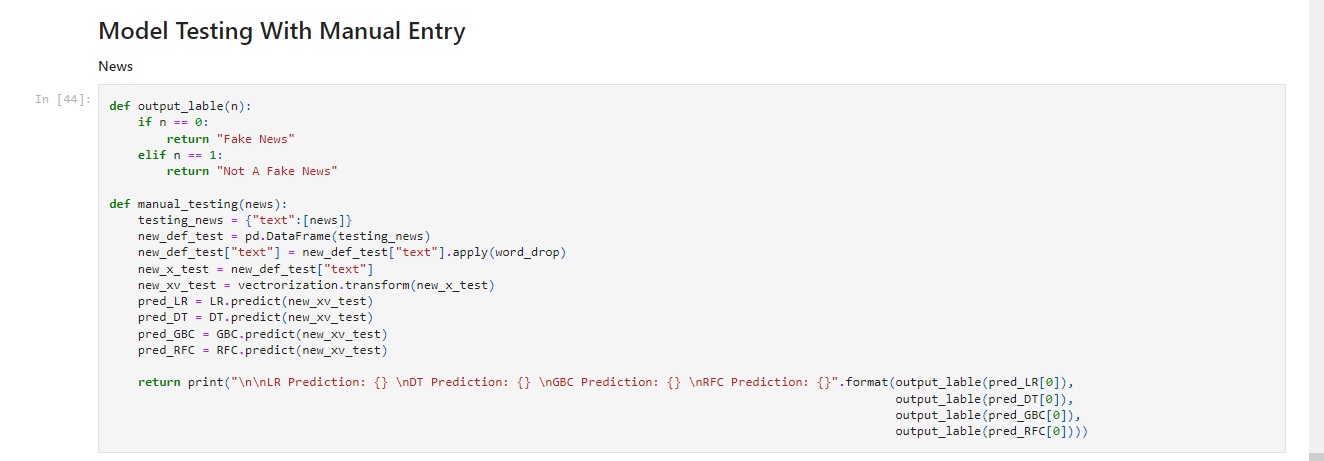 Model Testing With Manual Entry
News
In [44]:
def output_lable(n):
    if n == 0:
        return "Fake News"
    elif n == 1:
        return "Not A Fake News"

def manual_testing(news):
    testing_news = {"text":[news]}
    new_def_test = pd.DataFrame(testing_news)
    new_def_test["text"] = new_def_test["text"].apply(word_drop)
    new_x_test = new_def_test["text"]
    new_xv_test = vectrorization.transform(new_x_test)
    pred_LR = LR.predict(new_xv_test)
    pred_DT = DT.predict(new_xv_test)
    pred_GBC = GBC.predict(new_xv_test)
    pred_RFC = RFC.predict(new_xv_test)

    return print("\n\nLR Prediction: {} \nDT Prediction: {} \nGBC Prediction: {} \nRFC Prediction: {}".format(output_lable(pred_LR[0]),
                                                                                                              output_lable(pred_DT[0]),
                                                                                                              output_lable(pred_GBC[0]),
                                                                                                              output_lable(pred_RFC[0])))